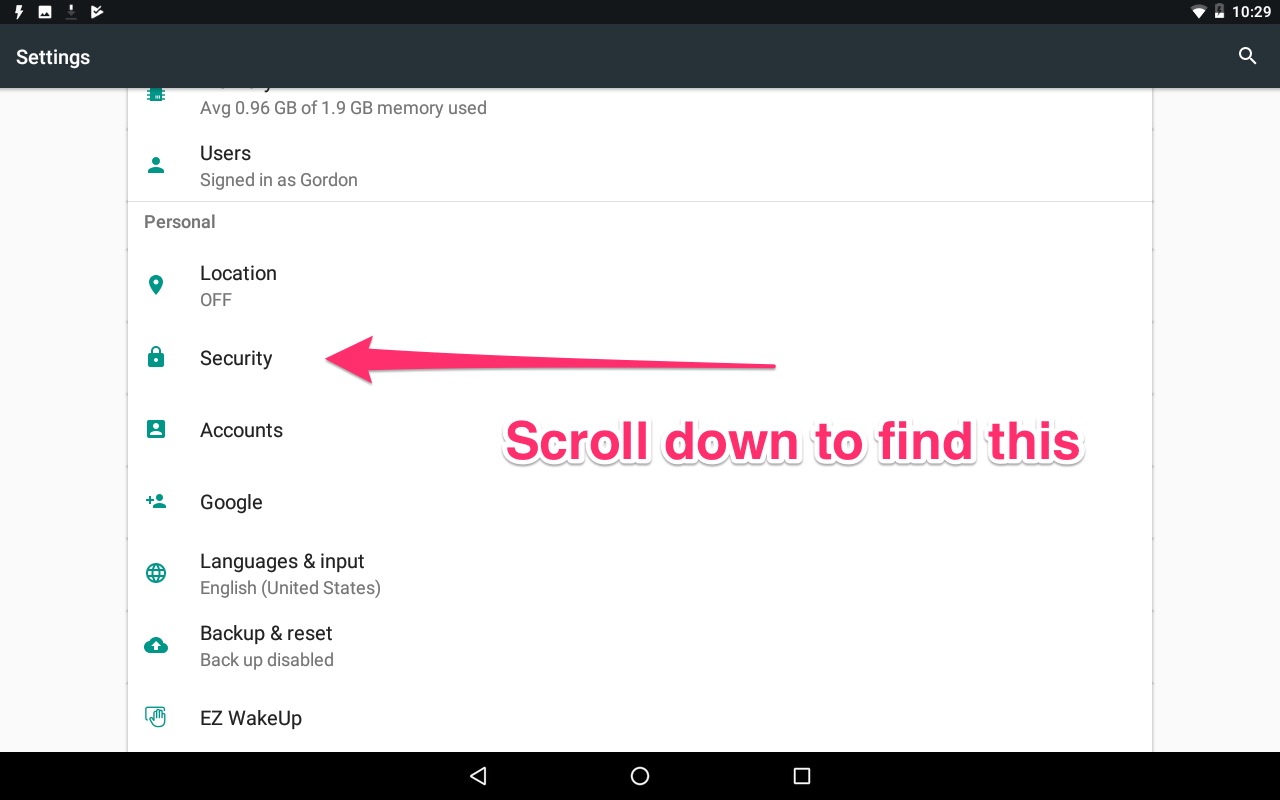 10:29
Settings
Avg 0.96 GB of 1.9 GB memory used
Users
Signed in as Gordon
Personal
Location
OFF
Security
Accounts
Scroll down to find this
Google
Languages & input
English (United States)
Backup & reset
Back up disabled
EZ WakeUp